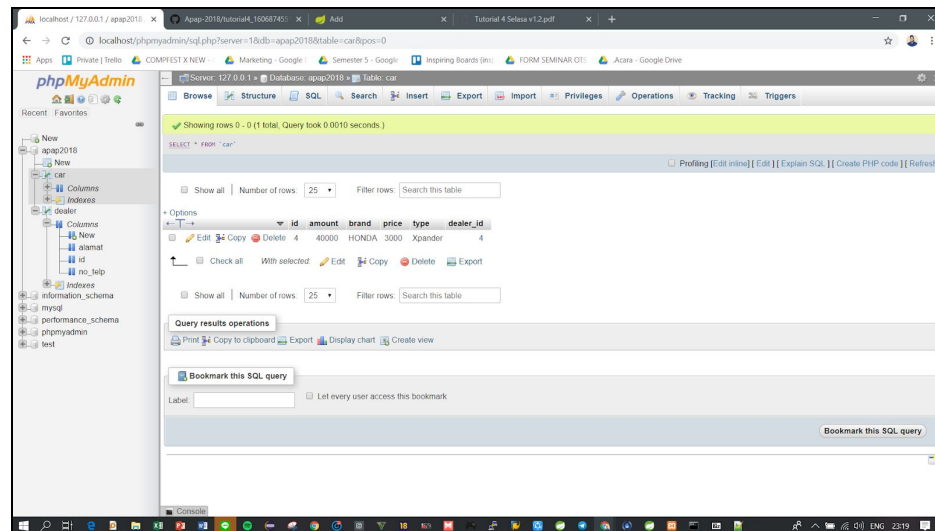 localhost / 127.0.0.1 / apap2018
Apap-2018/tutorial4_160687455
Add
Tutorial 4 Selasa v1.2.pdf
localhost/phpmyadmin/sql.php?server=1&db=apap2018&table=car&pos=0
Apps
Private | Trello
COMPFEST X NEW -
Marketing - Google
Semester 5 - Google
Inspiring Boards (ins
FORM SEMINAR OTS
Acara - Google Drive
phpMyAdmin
Recent Favorites
New
apap2018
New
car
Columns
Indexes
dealer
Columns
New
alamat
id
no_telp
Indexes
information_schema
mysql
performance_schema
phpmyadmin
test
Server: 127.0.0.1 » Database: apap2018 » Table: car
Browse Structure SQL Search Insert Export Import Privileges Operations Tracking Triggers
Showing rows 0 - 0 (1 total, Query took 0.0010 seconds.)
SELECT * FROM `car`
Profiling [Edit inline] [ Edit ] [ Explain SQL ] [ Create PHP code ] [ Refresh
Show all | Number of rows: 25 Filter rows: Search this table
+ Options
←T→ id amount brand price type dealer_id
Edit Copy Delete 4 40000 HONDA 3000 Xpander 4
Check all With selected: Edit Copy Delete Export
Show all | Number of rows: 25 Filter rows: Search this table
Query results operations
Print Copy to clipboard Export Display chart Create view
Bookmark this SQL query
Label: Let every user access this bookmark
Bookmark this SQL query
Console
ENG 23:19